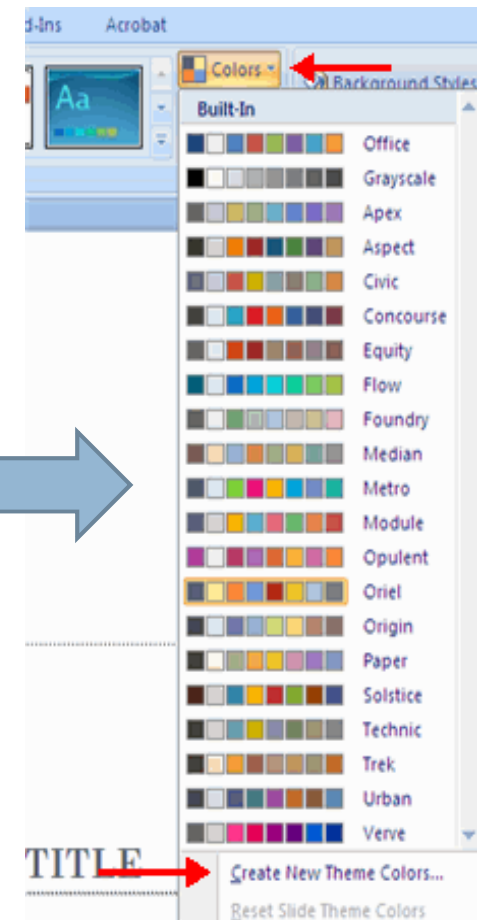 d-Ins Acrobat
Colors
Background Styles
Aa
Built-In
Office
Grayscale
Apex
Aspect
Civic
Concourse
Equity
Flow
Foundry
Median
Metro
Module
Opulent
Oriel
Origin
Paper
Solstice
Technic
Trek
Urban
Verve
TITLE
Create New Theme Colors...
Reset Slide Theme Colors